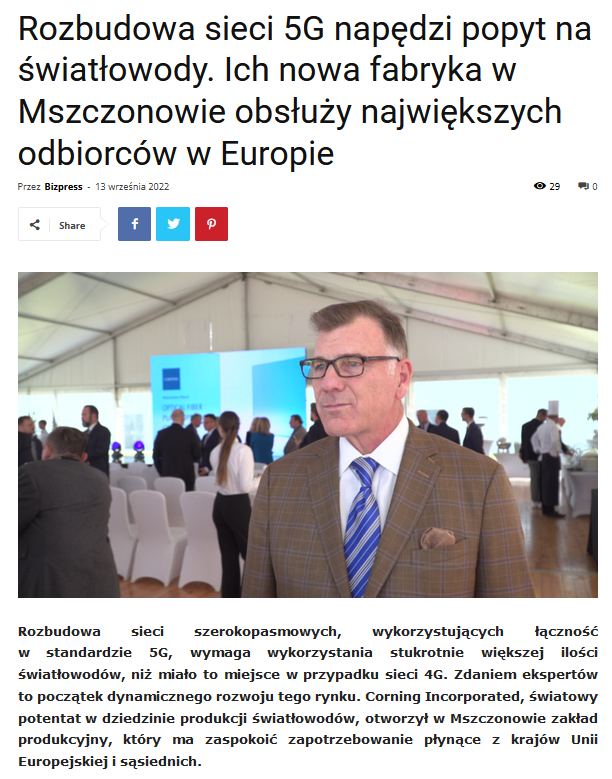 Rozbudowa sieci 5G napędzi popyt na
światłowody. Ich nowa fabryka w
Mszczonowie obsłuży największych
odbiorców w Europie
Przez Bizpress - 13 września 2022 29 0
Share
OPTICAL FIBER
Rozbudowa sieci szerokopasmowych, wykorzystujących łączność
w standardzie 5G, wymaga wykorzystania stukrotnie większej ilości
światłowodów, niż miało to miejsce w przypadku sieci 4G. Zdaniem ekspertów
to początek dynamicznego rozwoju tego rynku. Corning Incorporated, światowy
potentat w dziedzinie produkcji światłowodów, otworzył w Mszczonowie zakład
produkcyjny, który ma zaspokoić zapotrzebowanie płynące z krajów Unii
Europejskiej i sąsiednich.